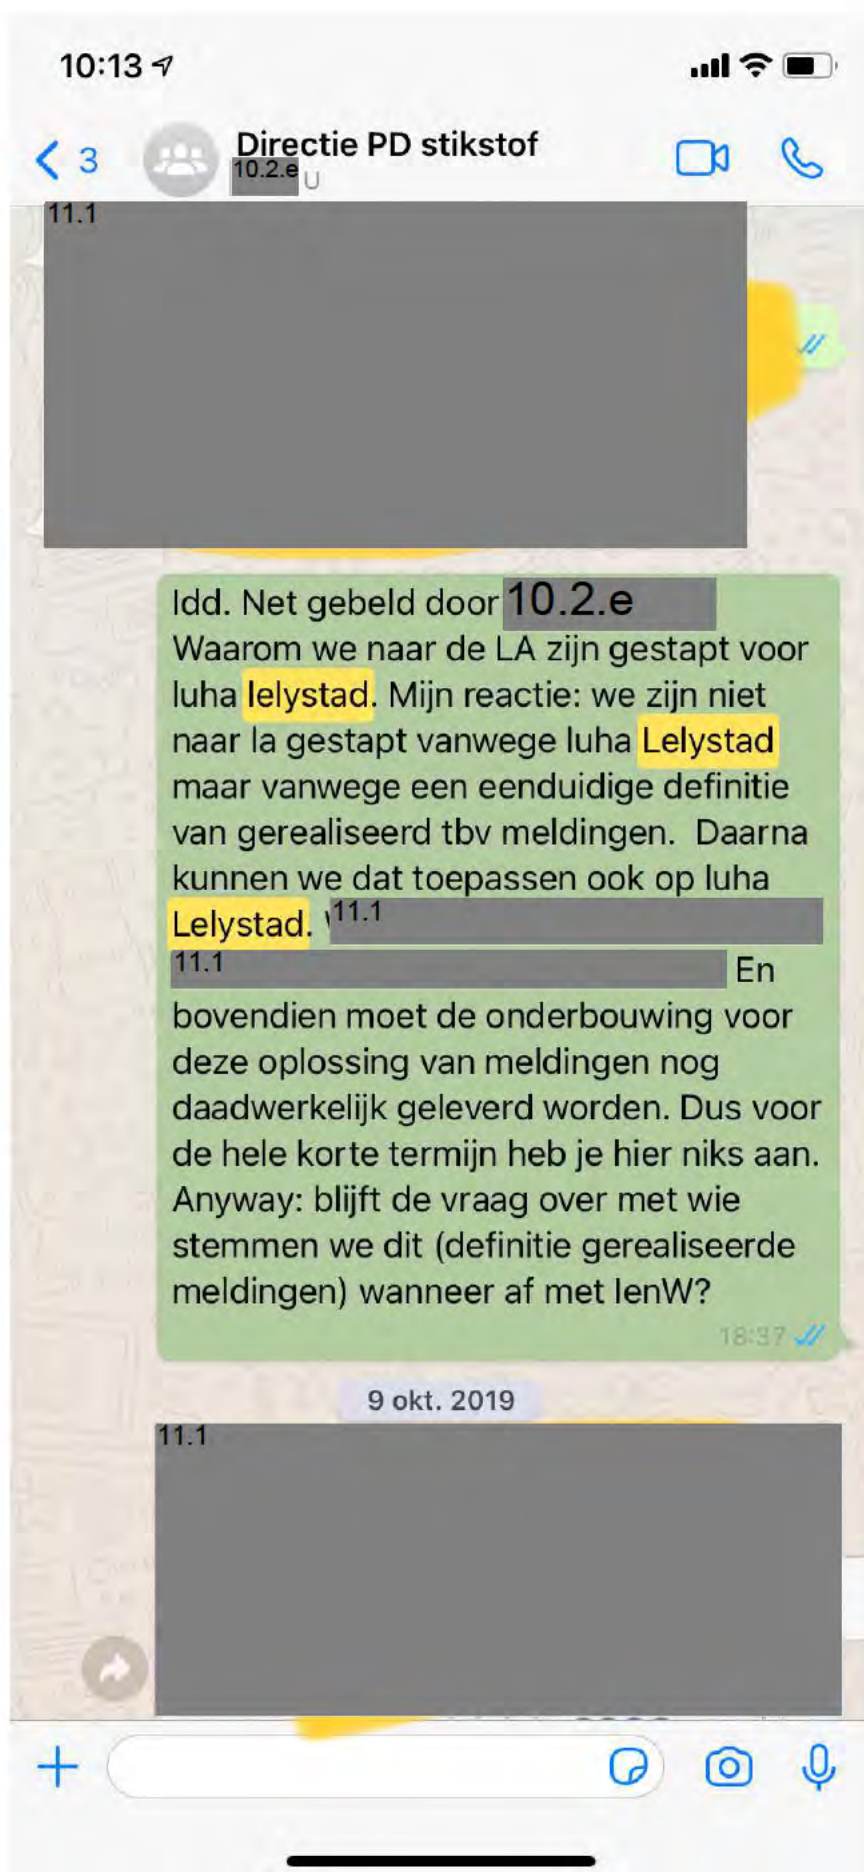 10:13
3
Directie PD stikstof
10.2.e U
11.1
Idd. Net gebeld door 10.2.e
Waarom we naar de LA zijn gestapt voor
luha lelystad. Mijn reactie: we zijn niet
naar la gestapt vanwege luha Lelystad
maar vanwege een eenduidige definitie
van gerealiseerd tbv meldingen. Daarna
kunnen we dat toepassen ook op luha
Lelystad. 11.1
11.1 En
bovendien moet de onderbouwing voor
deze oplossing van meldingen nog
daadwerkelijk geleverd worden. Dus voor
de hele korte termijn heb je hier niks aan.
Anyway: blijft de vraag over met wie
stemmen we dit (definitie gerealiseerde
meldingen) wanneer af met IenW?
18:37
9 okt. 2019
11.1